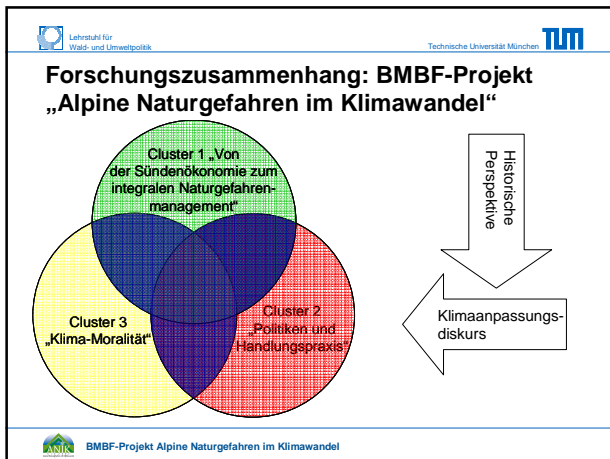 Lehrstuhl für
Wald- und Umweltpolitik
Technische Universität München
TUM
Forschungszusammenhang: BMBF-Projekt
„Alpine Naturgefahren im Klimawandel“
Cluster 1 „Von
der Sündenökonomie zum
integralen Naturgefahren-
management“
Cluster 3
„Klima-Moralität“
Cluster 2
„Politiken und
Handlungspraxis“
Historische
Perspektive
Klimaanpassungs-
diskurs
ANiK
BMBF-Projekt Alpine Naturgefahren im Klimawandel